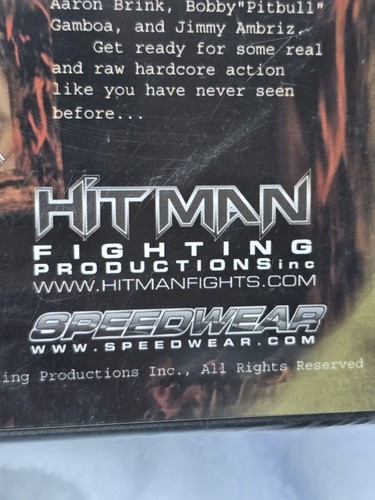 Aaron Brink, Bobby"Pitbull"
Gamboa, and Jimmy Ambriz.
Get ready for some real
and raw hardcore action
like you have never seen
before...
HITMAN
FIGHTING
PRODUCTIONSinc
WWW.HITMANFIGHTS.COM
SPEEDWEAR
WWW.SPEEDWEAR.COM
ing Productions Inc., All Rights Reserved